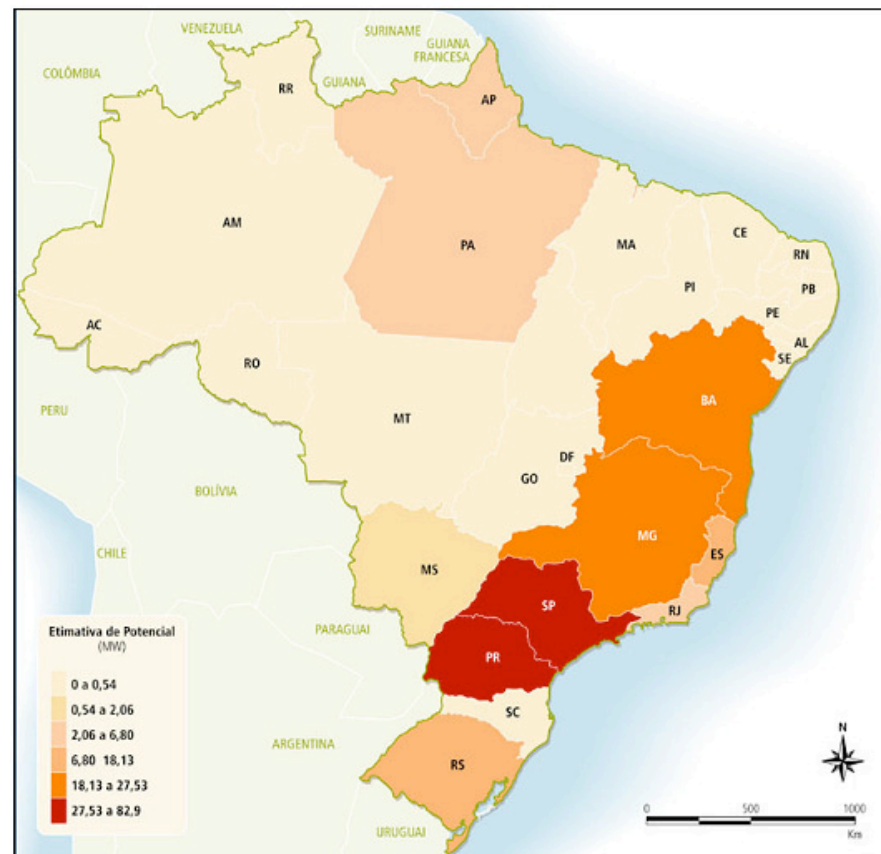 VENEZUELA
SURINAME
GUIANA
FRANCESA
COLÔMBIA
GUIANA
RR
AP
AM
PA
MA
CE
RN
PB
PI
PE
AL
SE
AC
RO
MT
BA
PERU
DF
GO
BOLÍVIA
MG
ES
CHILE
MS
SP
RJ
PARAGUAI
PR
SC
ARGENTINA
RS
URUGUAI
Etimativa de Potencial
(MW)
0 a 0,54
0,54 a 2,06
2,06 a 6,80
6,80 18,13
18,13 a 27,53
27,53 a 82,9
N
0 500 1000
Km